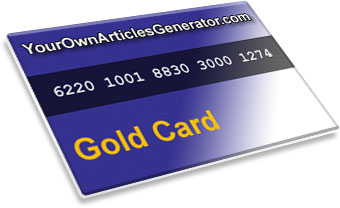 YourOwnArticlesGenerator.com
6220 1001 8830 3000 1274
Gold Card